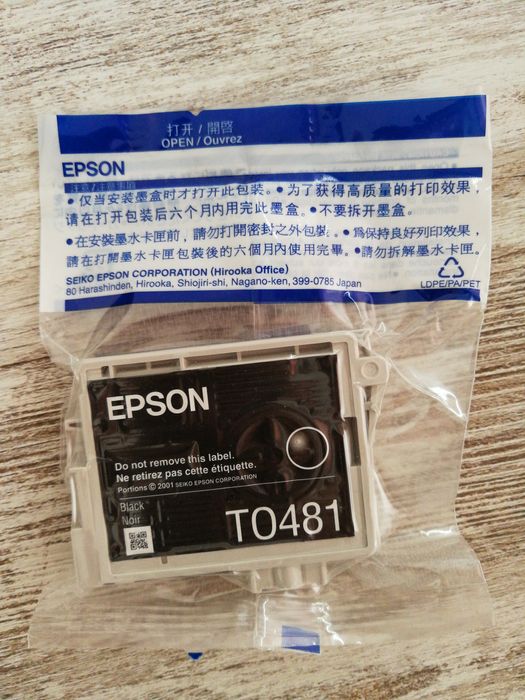 打开 / 開啓
OPEN / Ouvrez
EPSON
• 仅当安装墨盒时才打开此包装。• 为了获得高质量的打印效果，
请在打开包装后六个月内用完此墨盒。• 不要拆开墨盒。
• 在安裝墨水卡匣前，請勿打開密封之外包裝。• 爲保持良好列印效果，
請在打開墨水卡匣包裝後的六個月內使用完畢。• 請勿拆解墨水卡匣。
SEIKO EPSON CORPORATION (Hirooka Office)
80 Harashinden, Hirooka, Shiojiri-shi, Nagano-ken, 399-0785 Japan
LDPE/PA/PET
EPSON
Do not remove this label.
Ne retirez pas cette étiquette.
Portions © 2001 SEIKO EPSON CORPORATION
Black
Noir
T0481